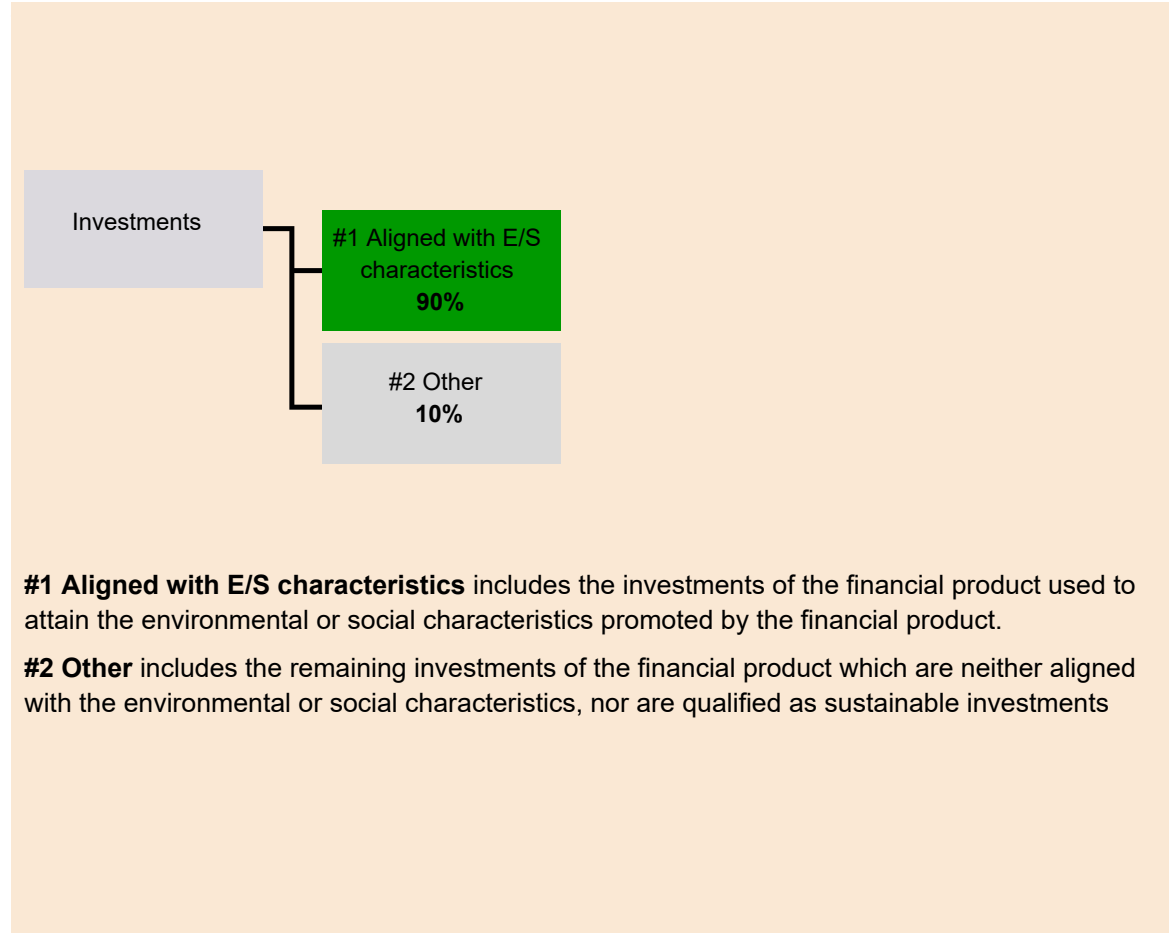 Investments
#1 Aligned with E/S
characteristics
90%
#2 Other
10%
#1 Aligned with E/S characteristics includes the investments of the financial product used to
attain the environmental or social characteristics promoted by the financial product.
#2 Other includes the remaining investments of the financial product which are neither aligned
with the environmental or social characteristics, nor are qualified as sustainable investments